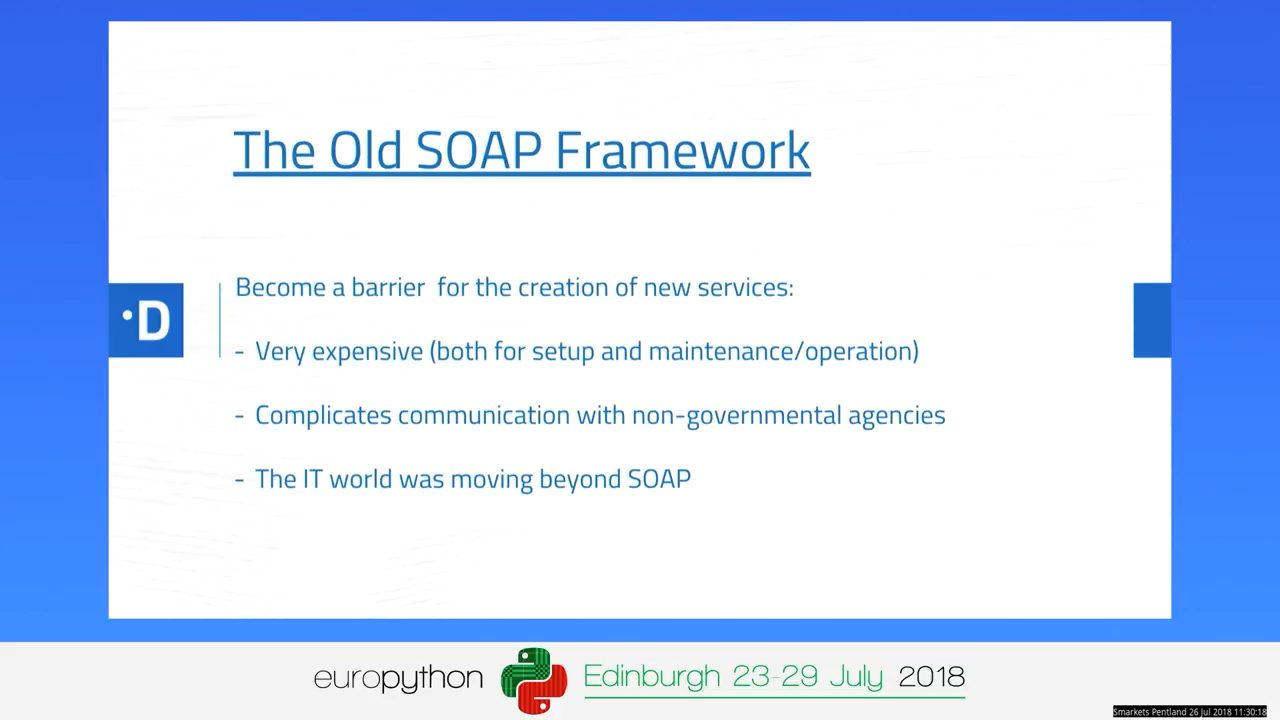 The Old SOAP Framework
Become a barrier for the creation of new services:
- Very expensive (both for setup and maintenance/operation)
- Complicates communication with non-governmental agencies
- The IT world was moving beyond SOAP
D
europython Edinburgh 23-29 July 2018
Smarkets Pentland 26 Jul 2018 11:30:18